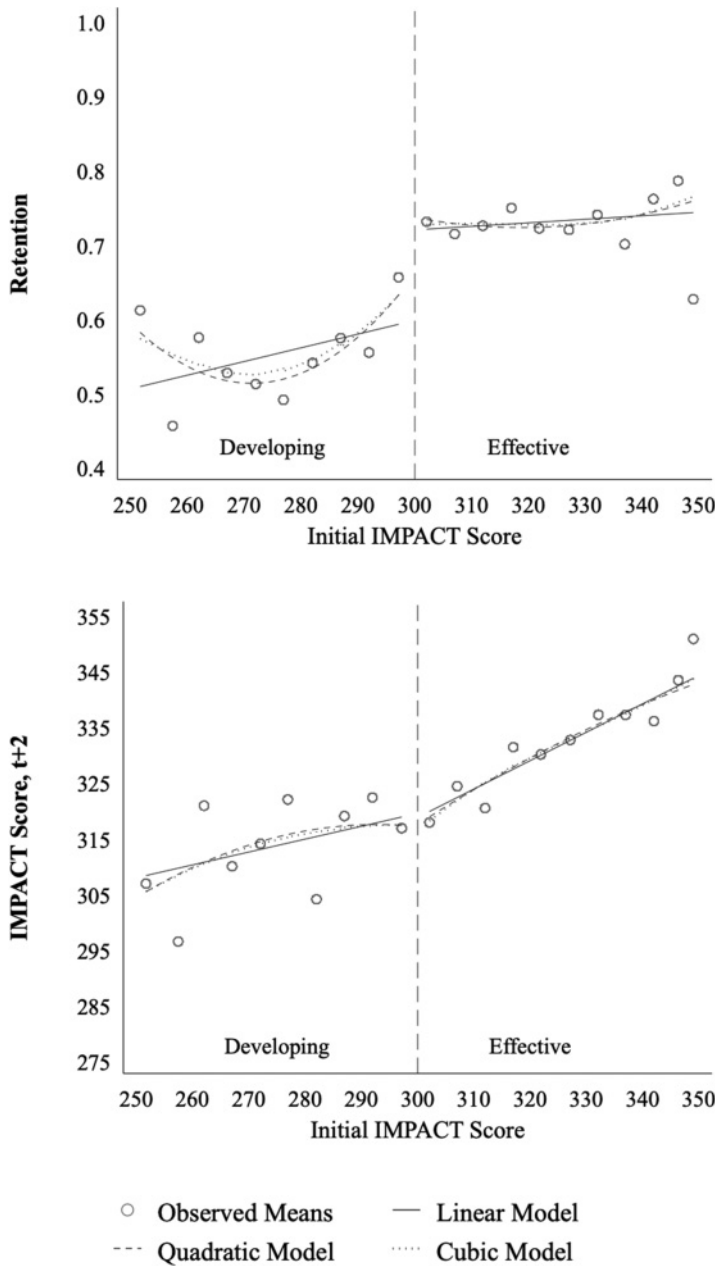 1.0
0.9
0.8
0.7
0.6
0.5
0.4
Retention
Developing Effective
250 260 270 280 290 300 310 320 330 340 350
Initial IMPACT Score
355
345
335
325
315
305
295
285
275
IMPACT Score, t+2
Developing Effective
250 260 270 280 290 300 310 320 330 340 350
Initial IMPACT Score
Observed Means Linear Model
Quadratic Model Cubic Model